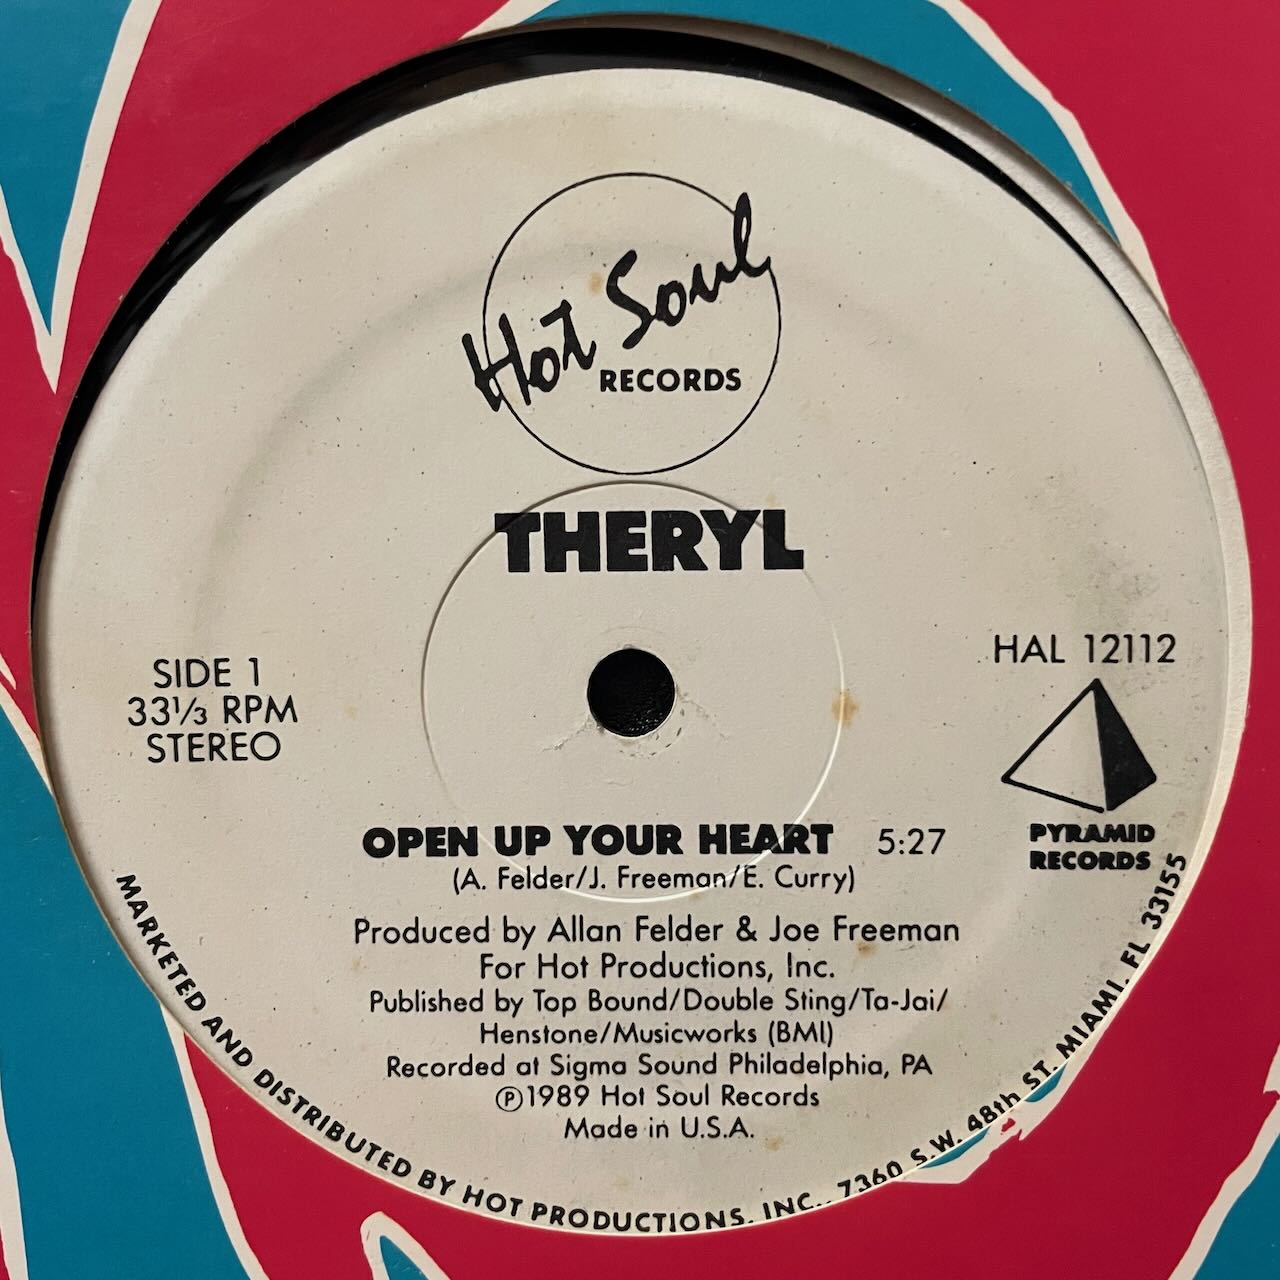 Hot Soul
RECORDS
THERYL
SIDE 1
33⅓ RPM
STEREO
HAL 12112
PYRAMID
RECORDS
OPEN UP YOUR HEART 5:27
(A. Felder/J. Freeman/E. Curry)
Produced by Allan Felder & Joe Freeman
For Hot Productions, Inc.
Published by Top Bound/Double Sting/Ta-Jai/
Henstone/Musicworks (BMI)
Recorded at Sigma Sound Philadelphia, PA
℗1989 Hot Soul Records
Made in U.S.A.
MARKETED AND DISTRIBUTED BY HOT PRODUCTIONS, INC., 7360 S.W. 48th ST. MIAMI, FL 33155